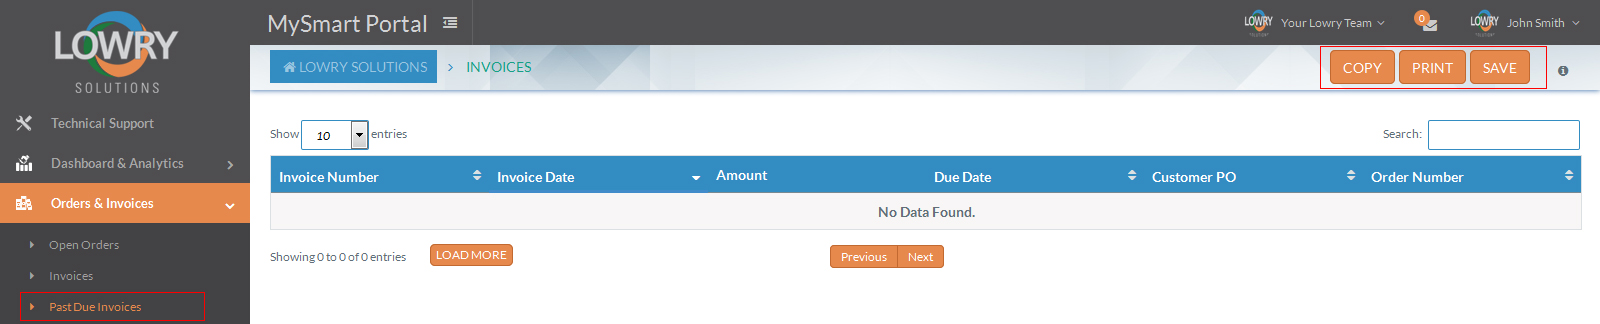 LOWRY
SOLUTIONS
Technical Support
Dashboard & Analytics
Orders & Invoices
Open Orders
Invoices
Past Due Invoices
MySmart Portal
Your Lowry Team
0
John Smith
LOWRY SOLUTIONS > INVOICES
COPY PRINT SAVE
Show 10 entries
Search:
Invoice Number Invoice Date Amount Due Date Customer PO Order Number
No Data Found.
Showing 0 to 0 of 0 entries
LOAD MORE
Previous Next